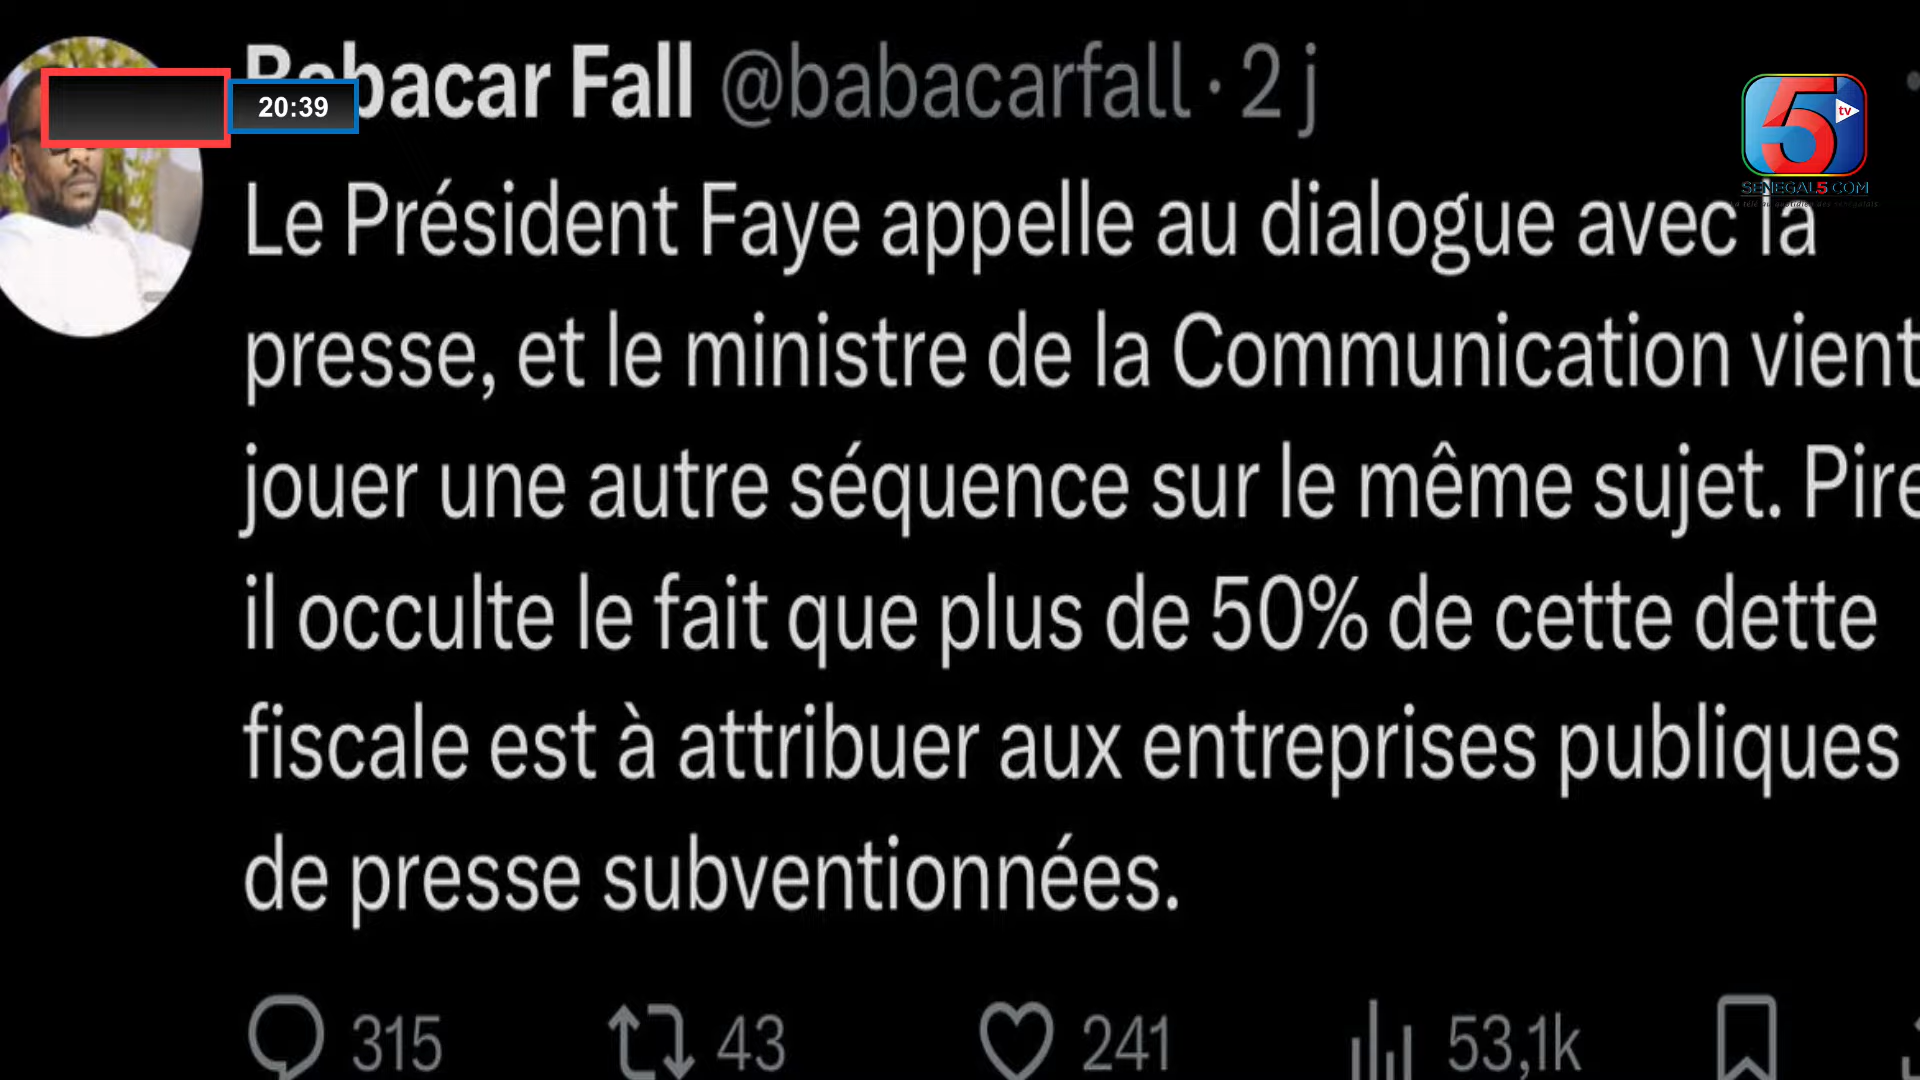 Babacar Fall @babacarfall · 2 j
20:39
5 tv
SENEGAL5.COM
Le Président Faye appelle au dialogue avec la
presse, et le ministre de la Communication vient
jouer une autre séquence sur le même sujet. Pire
il occulte le fait que plus de 50% de cette dette
fiscale est à attribuer aux entreprises publiques
de presse subventionnées.
315 43 241 53,1k